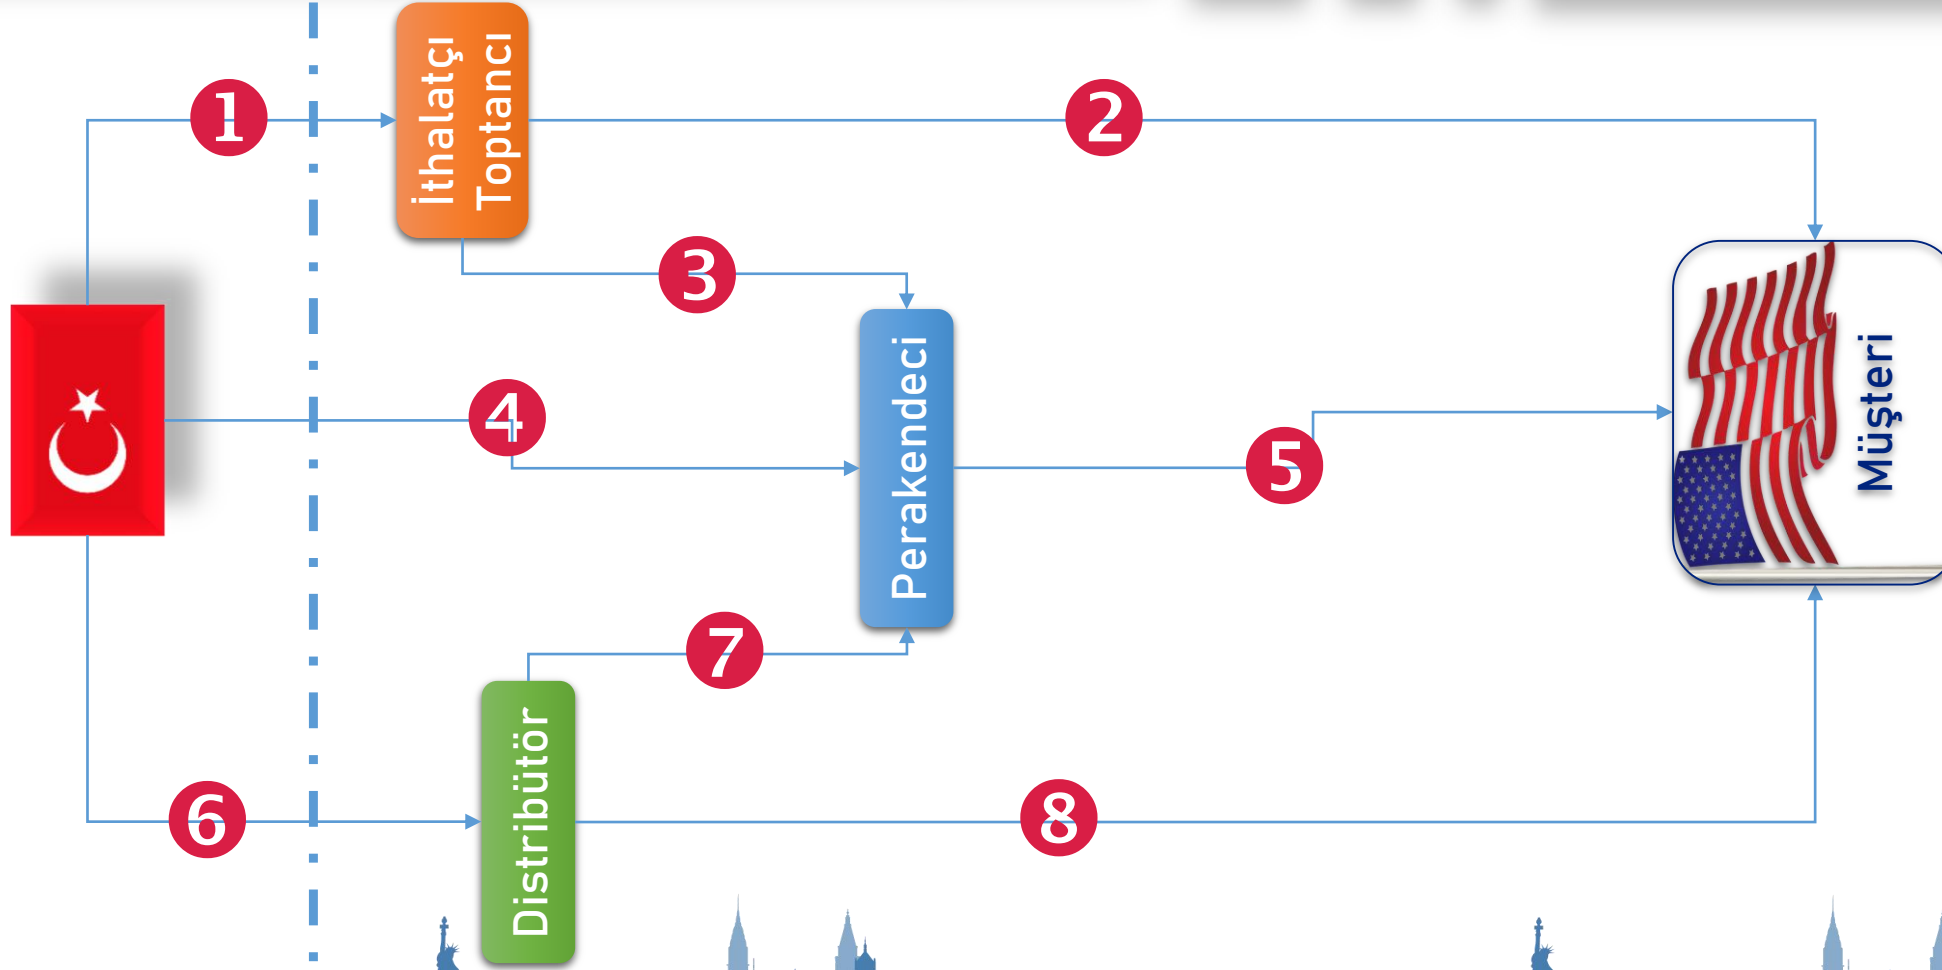 1
İthalatçı
Toptancı
2
3
4
Perakendeci
5
Müşteri
6
7
Distribütör
8